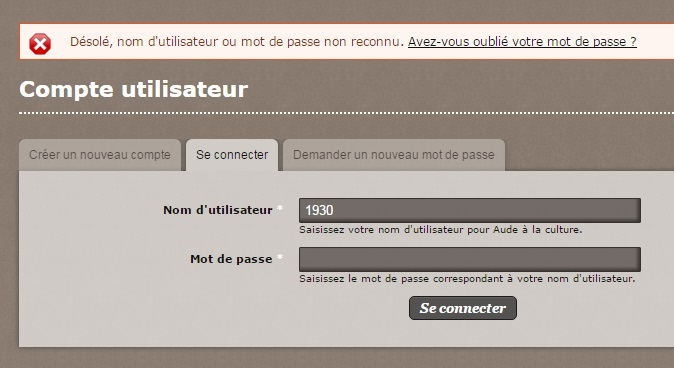 Désolé, nom d'utilisateur ou mot de passe non reconnu. Avez-vous oublié votre mot de passe ?
Compte utilisateur
Créer un nouveau compte Se connecter Demander un nouveau mot de passe
Nom d'utilisateur * 1930
Saisissez votre nom d'utilisateur pour Aude à la culture.
Mot de passe *
Saisissez le mot de passe correspondant à votre nom d'utilisateur.
Se connecter